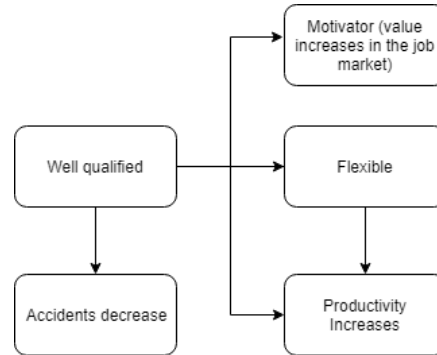 Motivator (value
increases in the job
market)
Well qualified
Flexible
Accidents decrease
Productivity
Increases